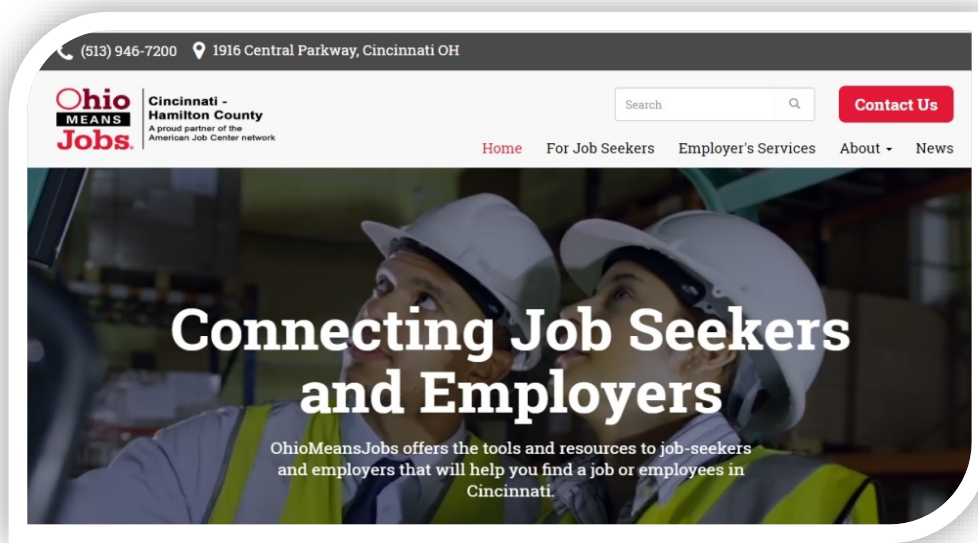 (513) 946-7200 1916 Central Parkway, Cincinnati OH
Ohio
MEANS
Jobs.
Cincinnati -
Hamilton County
A proud partner of the
American Job Center network
Search
Contact Us
Home For Job Seekers Employer's Services About News
Connecting Job Seekers
and Employers
OhioMeansJobs offers the tools and resources to job-seekers
and employers that will help you find a job or employees in
Cincinnati.